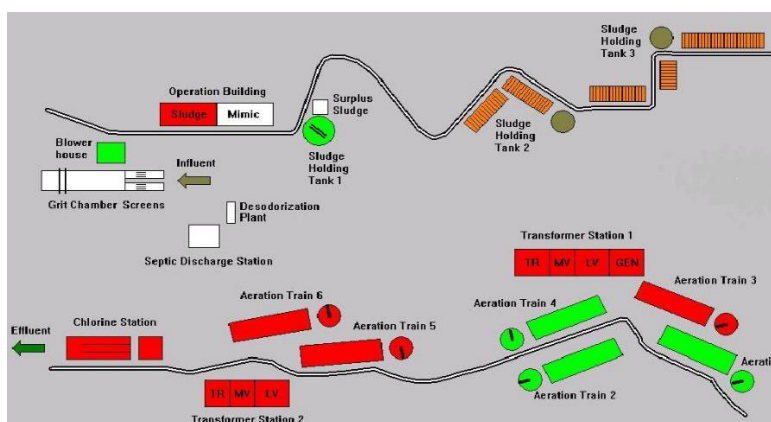 Sludge
Holding
Tank 3
Operation Building
Sludge Mimic
Surplus
Sludge
Sludge
Holding
Tank 2
Blower
house
Influent
Sludge
Holding
Tank 1
Grit Chamber Screens
Desodorization
Plant
Septic Discharge Station
Transformer Station 1
TR MV LV GEN
Aeration Train 3
Aeration Train 6
Aeration Train 4
Effluent
Chlorine Station
Aeration Train 5
Aerati
TR MV LV
Aeration Train 2
Transformer Station 2